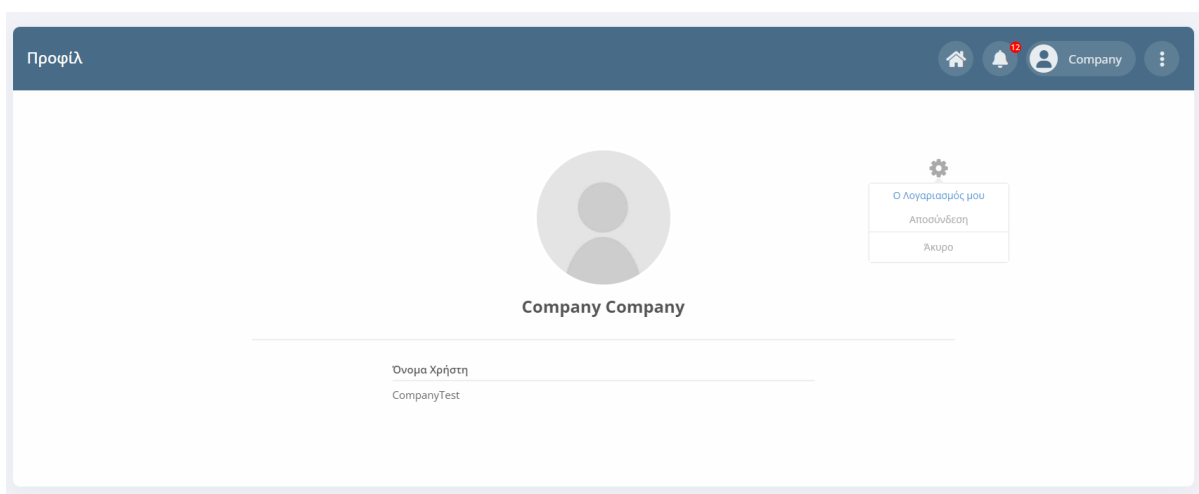 Προφίλ
12
Company
Ο Λογαριασμός μου
Αποσύνδεση
Άκυρο
Company Company
Όνομα Χρήστη
CompanyTest